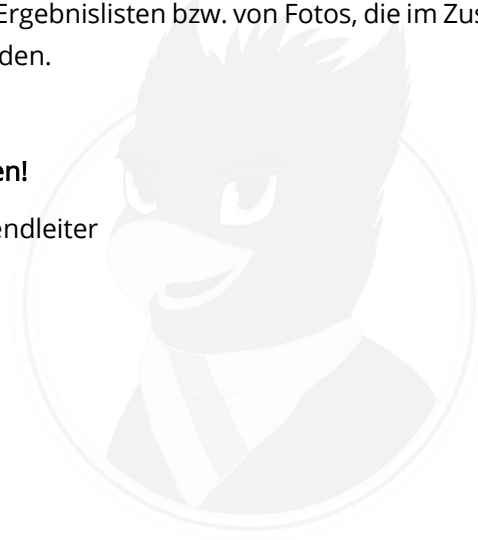 Ergebnislisten bzw. von Fotos, die im Zus
den.
en!
endleiter